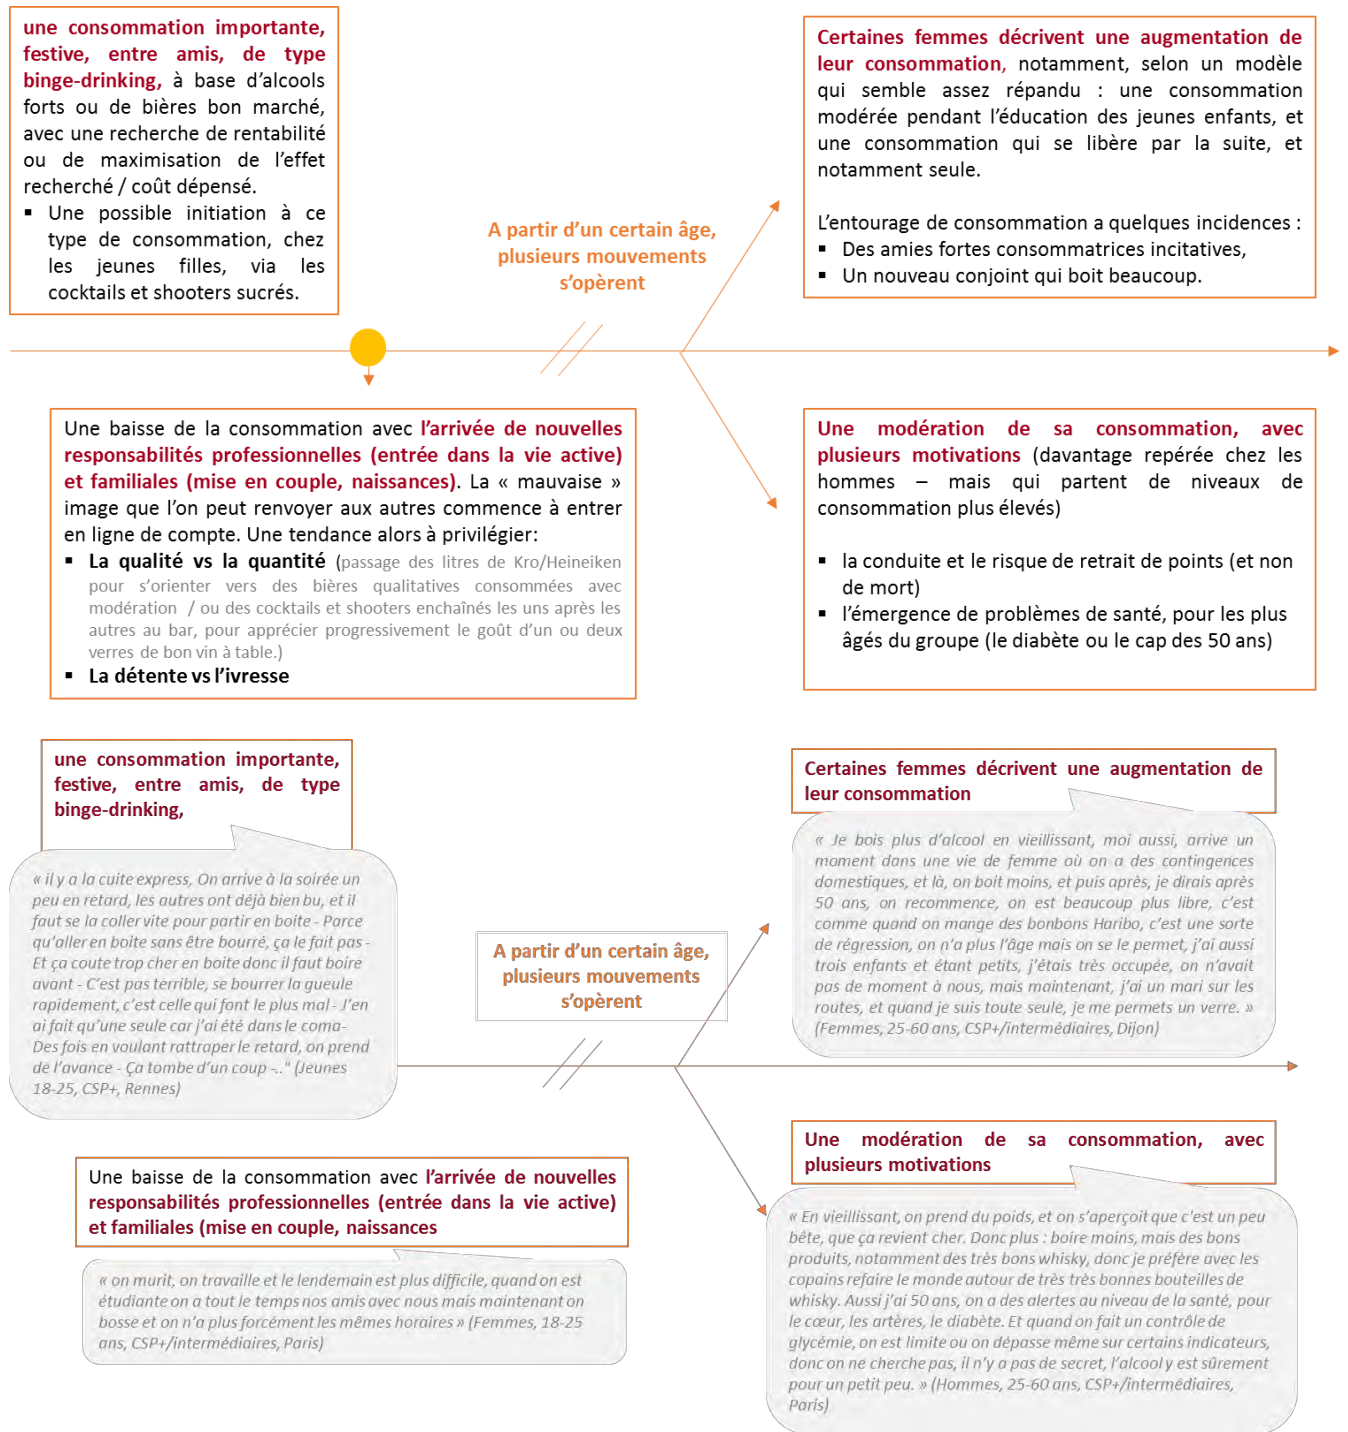 une consommation importante,
festive, entre amis, de type
binge-drinking, à base d’alcools
forts ou de bières bon marché,
avec une recherche de rentabilité
ou de maximisation de l’effet
recherché / coût dépensé.
▪ Une possible initiation à ce
type de consommation, chez
les jeunes filles, via les
cocktails et shooters sucrés.
A partir d’un certain âge,
plusieurs mouvements
s’opèrent
Certaines femmes décrivent une augmentation de
leur consommation, notamment, selon un modèle
qui semble assez répandu : une consommation
modérée pendant l’éducation des jeunes enfants, et
une consommation qui se libère par la suite, et
notamment seule.
L’entourage de consommation a quelques incidences :
▪ Des amies fortes consommatrices incitatives,
▪ Un nouveau conjoint qui boit beaucoup.
Une baisse de la consommation avec l’arrivée de nouvelles
responsabilités professionnelles (entrée dans la vie active)
et familiales (mise en couple, naissances). La « mauvaise »
image que l’on peut renvoyer aux autres commence à entrer
en ligne de compte. Une tendance alors à privilégier:
▪ La qualité vs la quantité (passage des litres de Kro/Heineiken
pour s’orienter vers des bières qualitatives consommées avec
modération / ou des cocktails et shooters enchaînés les uns après les
autres au bar, pour apprécier progressivement le goût d’un ou deux
verres de bon vin à table.)
▪ La détente vs l’ivresse
Une modération de sa consommation, avec
plusieurs motivations (davantage repérée chez les
hommes – mais qui partent de niveaux de
consommation plus élevés)
▪ la conduite et le risque de retrait de points (et non
de mort)
▪ l’émergence de problèmes de santé, pour les plus
âgés du groupe (le diabète ou le cap des 50 ans)
une consommation importante,
festive, entre amis, de type
binge-drinking,
« il y a la cuite express, On arrive à la soirée un
peu en retard, les autres ont déjà bien bu, et il
faut se la coller vite pour partir en boite - Parce
qu’aller en boite sans être bourré, ça le fait pas -
Et ça coute trop cher en boite donc il faut boire
avant - C’est pas terrible, se bourrer la gueule
rapidement, c’est celle qui font le plus mal - J’en
ai fait qu’une seule car j’ai été dans le coma-
Des fois en voulant rattraper le retard, on prend
de l’avance - Ça tombe d’un coup -.." (Jeunes
18-25, CSP+, Rennes)
A partir d’un certain âge,
plusieurs mouvements
s’opèrent
Certaines femmes décrivent une augmentation de
leur consommation
« Je bois plus d’alcool en vieillissant, moi aussi, arrive un
moment dans une vie de femme où on a des contingences
domestiques, et là, on boit moins, et puis après, je dirais après
50 ans, on recommence, on est beaucoup plus libre, c’est
comme quand on mange des bonbons Haribo, c’est une sorte
de régression, on n’a plus l’âge mais on se le permet, j’ai aussi
trois enfants et étant petits, j’étais très occupée, on n’avait
pas de moment à nous, mais maintenant, j’ai un mari sur les
routes, et quand je suis toute seule, je me permets un verre. »
(Femmes, 25-60 ans, CSP+/intermédiaires, Dijon)
Une baisse de la consommation avec l’arrivée de nouvelles
responsabilités professionnelles (entrée dans la vie active)
et familiales (mise en couple, naissances
« on murit, on travaille et le lendemain est plus difficile, quand on est
étudiante on a tout le temps nos amis avec nous mais maintenant on
bosse et on n’a plus forcément les mêmes horaires » (Femmes, 18-25
ans, CSP+/intermédiaires, Paris)
Une modération de sa consommation, avec
plusieurs motivations
« En vieillissant, on prend du poids, et on s’aperçoit que c’est un peu
bête, que ça revient cher. Donc plus : boire moins, mais des bons
produits, notamment des très bons whisky, donc je préfère avec les
copains refaire le monde autour de très très bonnes bouteilles de
whisky. Aussi j’ai 50 ans, on a des alertes au niveau de la santé, pour
le cœur, les artères, le diabète. Et quand on fait un contrôle de
glycémie, on est limite ou on dépasse même sur certains indicateurs,
donc on ne cherche pas, il n’y a pas de secret, l’alcool y est sûrement
pour un petit peu. » (Hommes, 25-60 ans, CSP+/intermédiaires,
Paris)